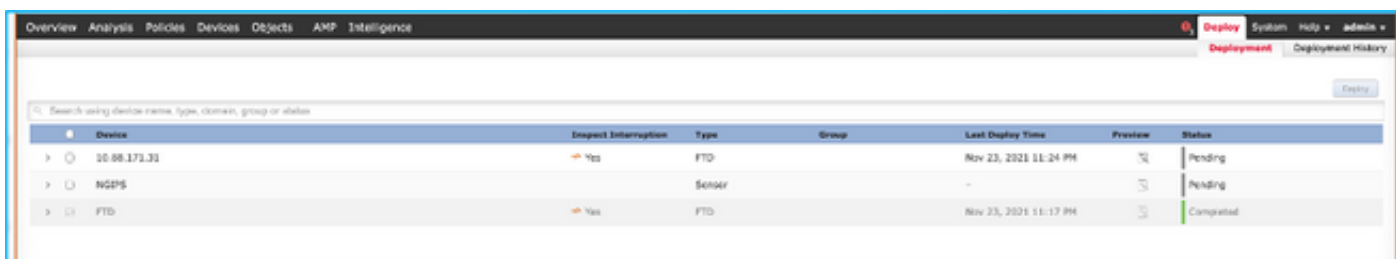 Overview Analysis Policies Devices Objects AMP Intelligence Deploy System Help admin
Deployment Deployment History
Deploy
Search using device name, type, domain, group or status
Device Inspect Interruption Type Group Last Deploy Time Preview Status
10.88.171.31 Yes FTD Nov 23, 2021 11:24 PM Pending
NGIPS Sensor - Pending
FTD Yes FTD Nov 23, 2021 11:17 PM Completed